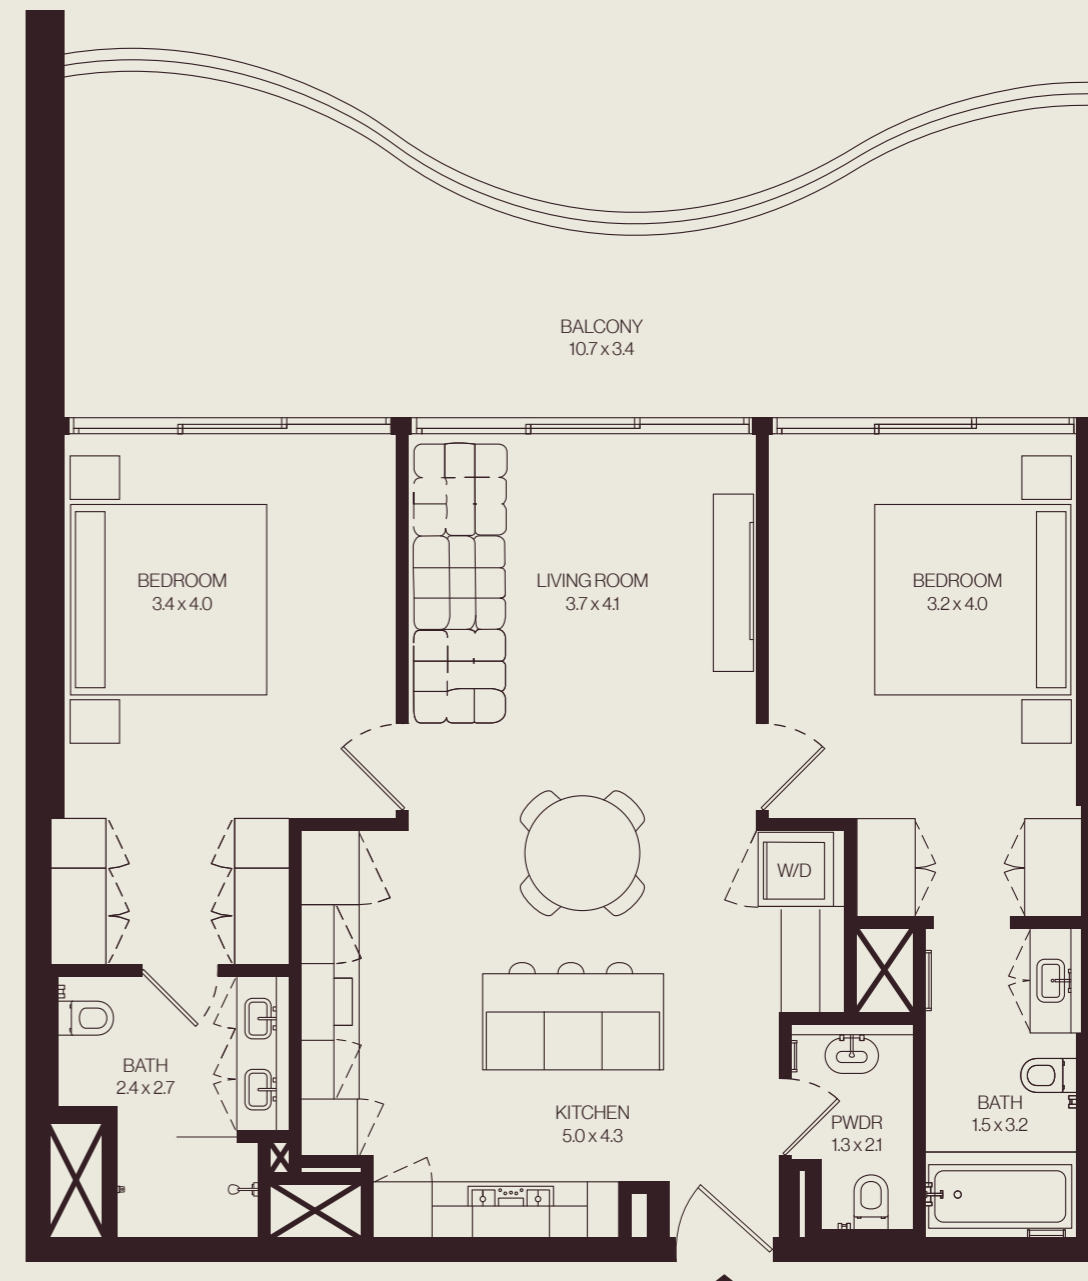 BALCONY
10.7 x 3.4
BEDROOM
3.4 x 4.0
LIVING ROOM
3.7 x 4.1
BEDROOM
3.2 x 4.0
W/D
BATH
2.4 x 2.7
KITCHEN
5.0 x 4.3
PWDR
1.3 x 2.1
BATH
1.5 x 3.2